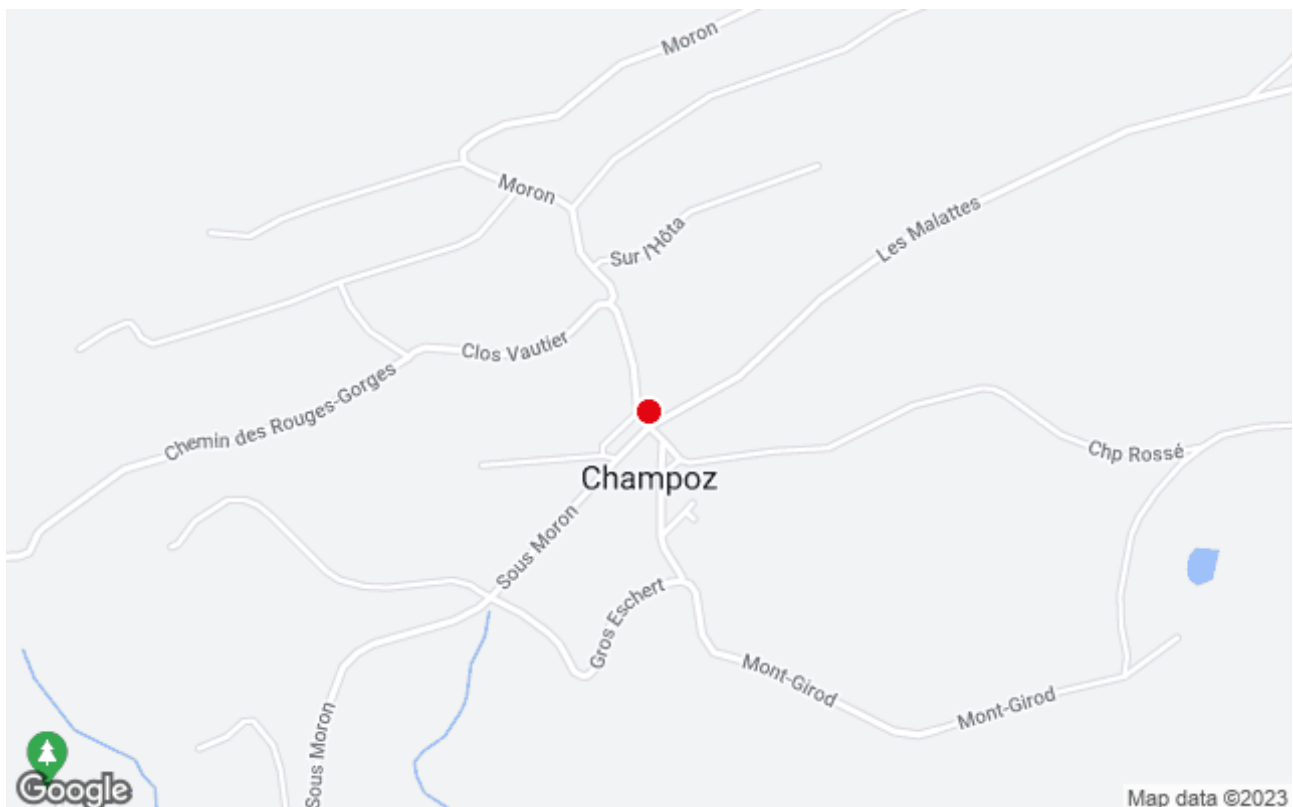 Moron
Moron
Sur l'Hôta
Les Malattes
Clos Vautier
Chemin des Rouges-Gorges
Chp Rossé
Champoz
Sous Moron
Gros Eschert
Mont-Girod
Mont-Girod
Sous Moron
Google
Map data ©2023